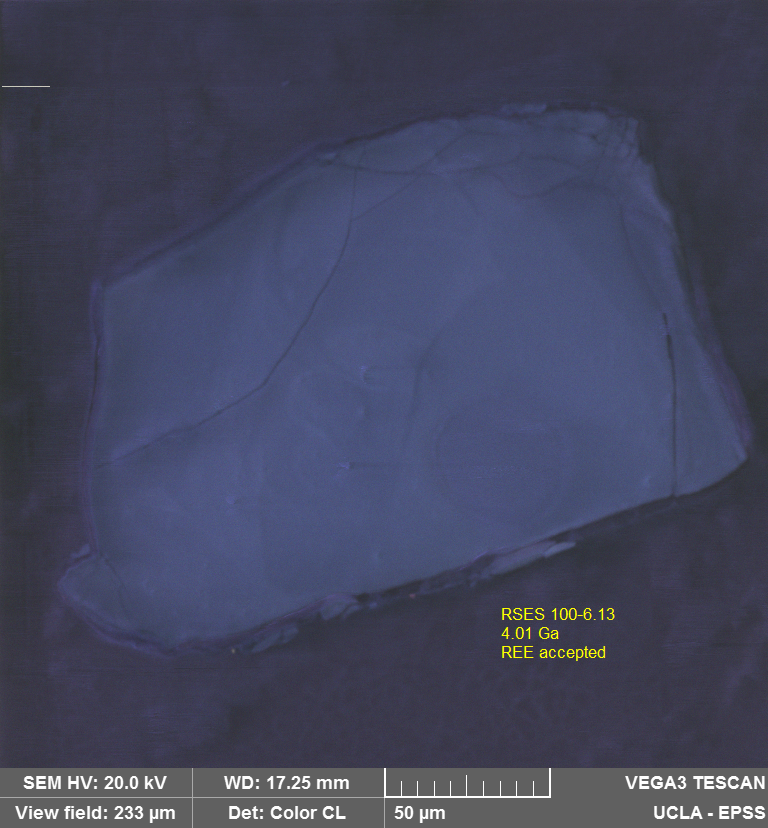 RSES 100-6.13
4.01 Ga
REE accepted
SEM HV: 20.0 kV
WD: 17.25 mm
VEGA3 TESCAN
View field: 233 µm
Det: Color CL
50 µm
UCLA - EPSS